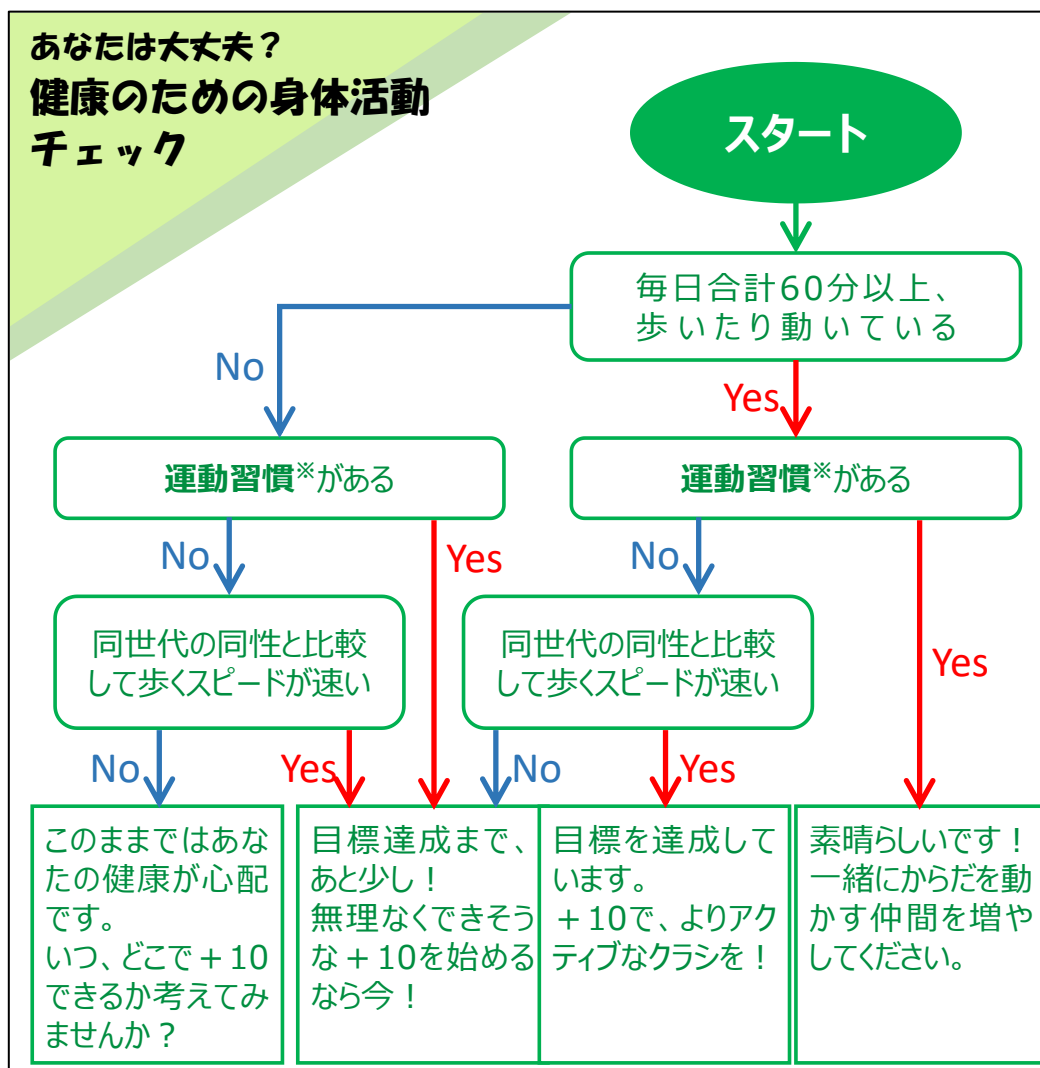 あなたは大丈夫？
健康のための身体活動
チェック
スタート
毎日合計60分以上、
歩いたり動いている
No
Yes
運動習慣※がある
運動習慣※がある
No
Yes
No
Yes
同世代の同性と比較
して歩くスピードが速い
同世代の同性と比較
して歩くスピードが速い
No
Yes
No
Yes
このままではあな
たの健康が心配
です。
いつ、どこで＋10
できるか考えてみ
ませんか？
目標達成まで、
あと少し！
無理なくできそう
な＋10を始める
なら今！
目標を達成して
います。
＋10で、よりアク
ティブなクラシを！
素晴らしいです！
一緒にからだを動
かす仲間を増や
してください。